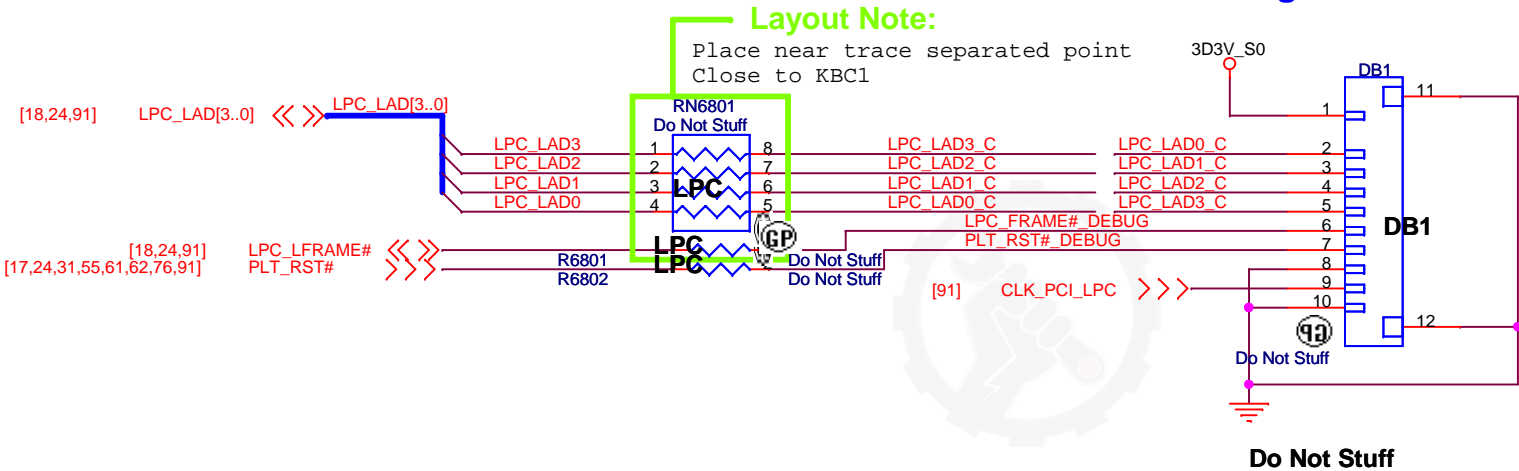 g
Layout Note:
Place near trace separated point
Close to KBC1
3D3V_S0
DB1
[18,24,91] LPC_LAD[3..0] LPC_LAD[3..0]
RN6801
Do Not Stuff
11
1
LPC_LAD3 1 8 LPC_LAD3_C LPC_LAD0_C 2
LPC_LAD2 2 7 LPC_LAD2_C LPC_LAD1_C 3
LPC_LAD1 3 LPC 6 LPC_LAD1_C LPC_LAD2_C 4
LPC_LAD0 4 5 LPC_LAD0_C LPC_LAD3_C 5
LPC_FRAME#_DEBUG 6 DB1
GP
[18,24,91] LPC_LFRAME# LPC PLT_RST#_DEBUG 7
R6801 Do Not Stuff
[17,24,31,55,61,62,76,91] PLT_RST# LPC 8
R6802 Do Not Stuff
[91] CLK_PCI_LPC 9
10
12
GP
Do Not Stuff
Do Not Stuff